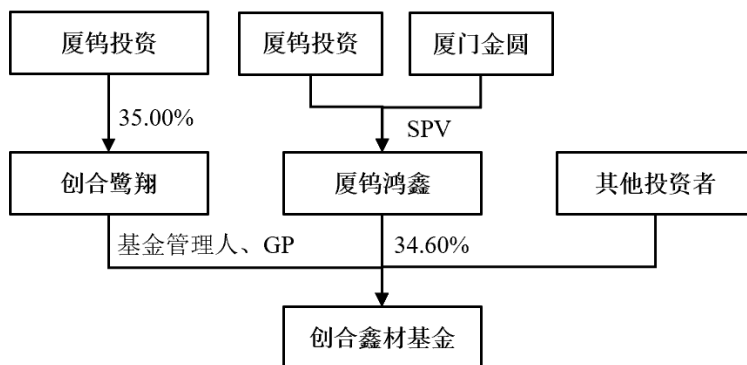 厦钨投资
厦钨投资
厦门金圆
35.00%
SPV
创合鹭翔
厦钨鸿鑫
其他投资者
基金管理人、GP
34.60%
创合鑫材基金